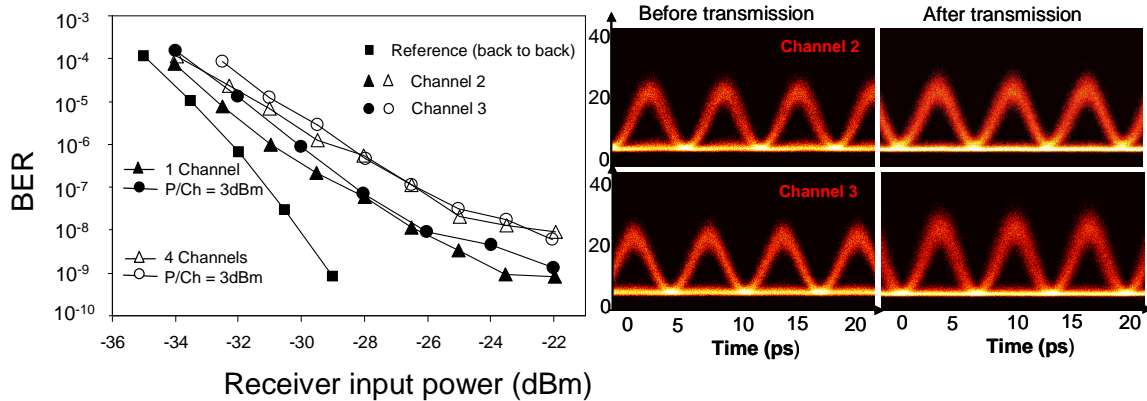 10-3
10-4
10-5
10-6
10-7
10-8
10-9
10-10
BER
-36
-34
-32
-30
-28
-26
-24
-22
Receiver input power (dBm)
Reference (back to back)
Channel 2
Channel 3
1 Channel
P/Ch = 3dBm
4 Channels
P/Ch = 3dBm
Before transmission
After transmission
40
20
0
Channel 2
40
20
0
Channel 3
0
5
10
15
20
Time (ps)
0
5
10
15
20
Time (ps)